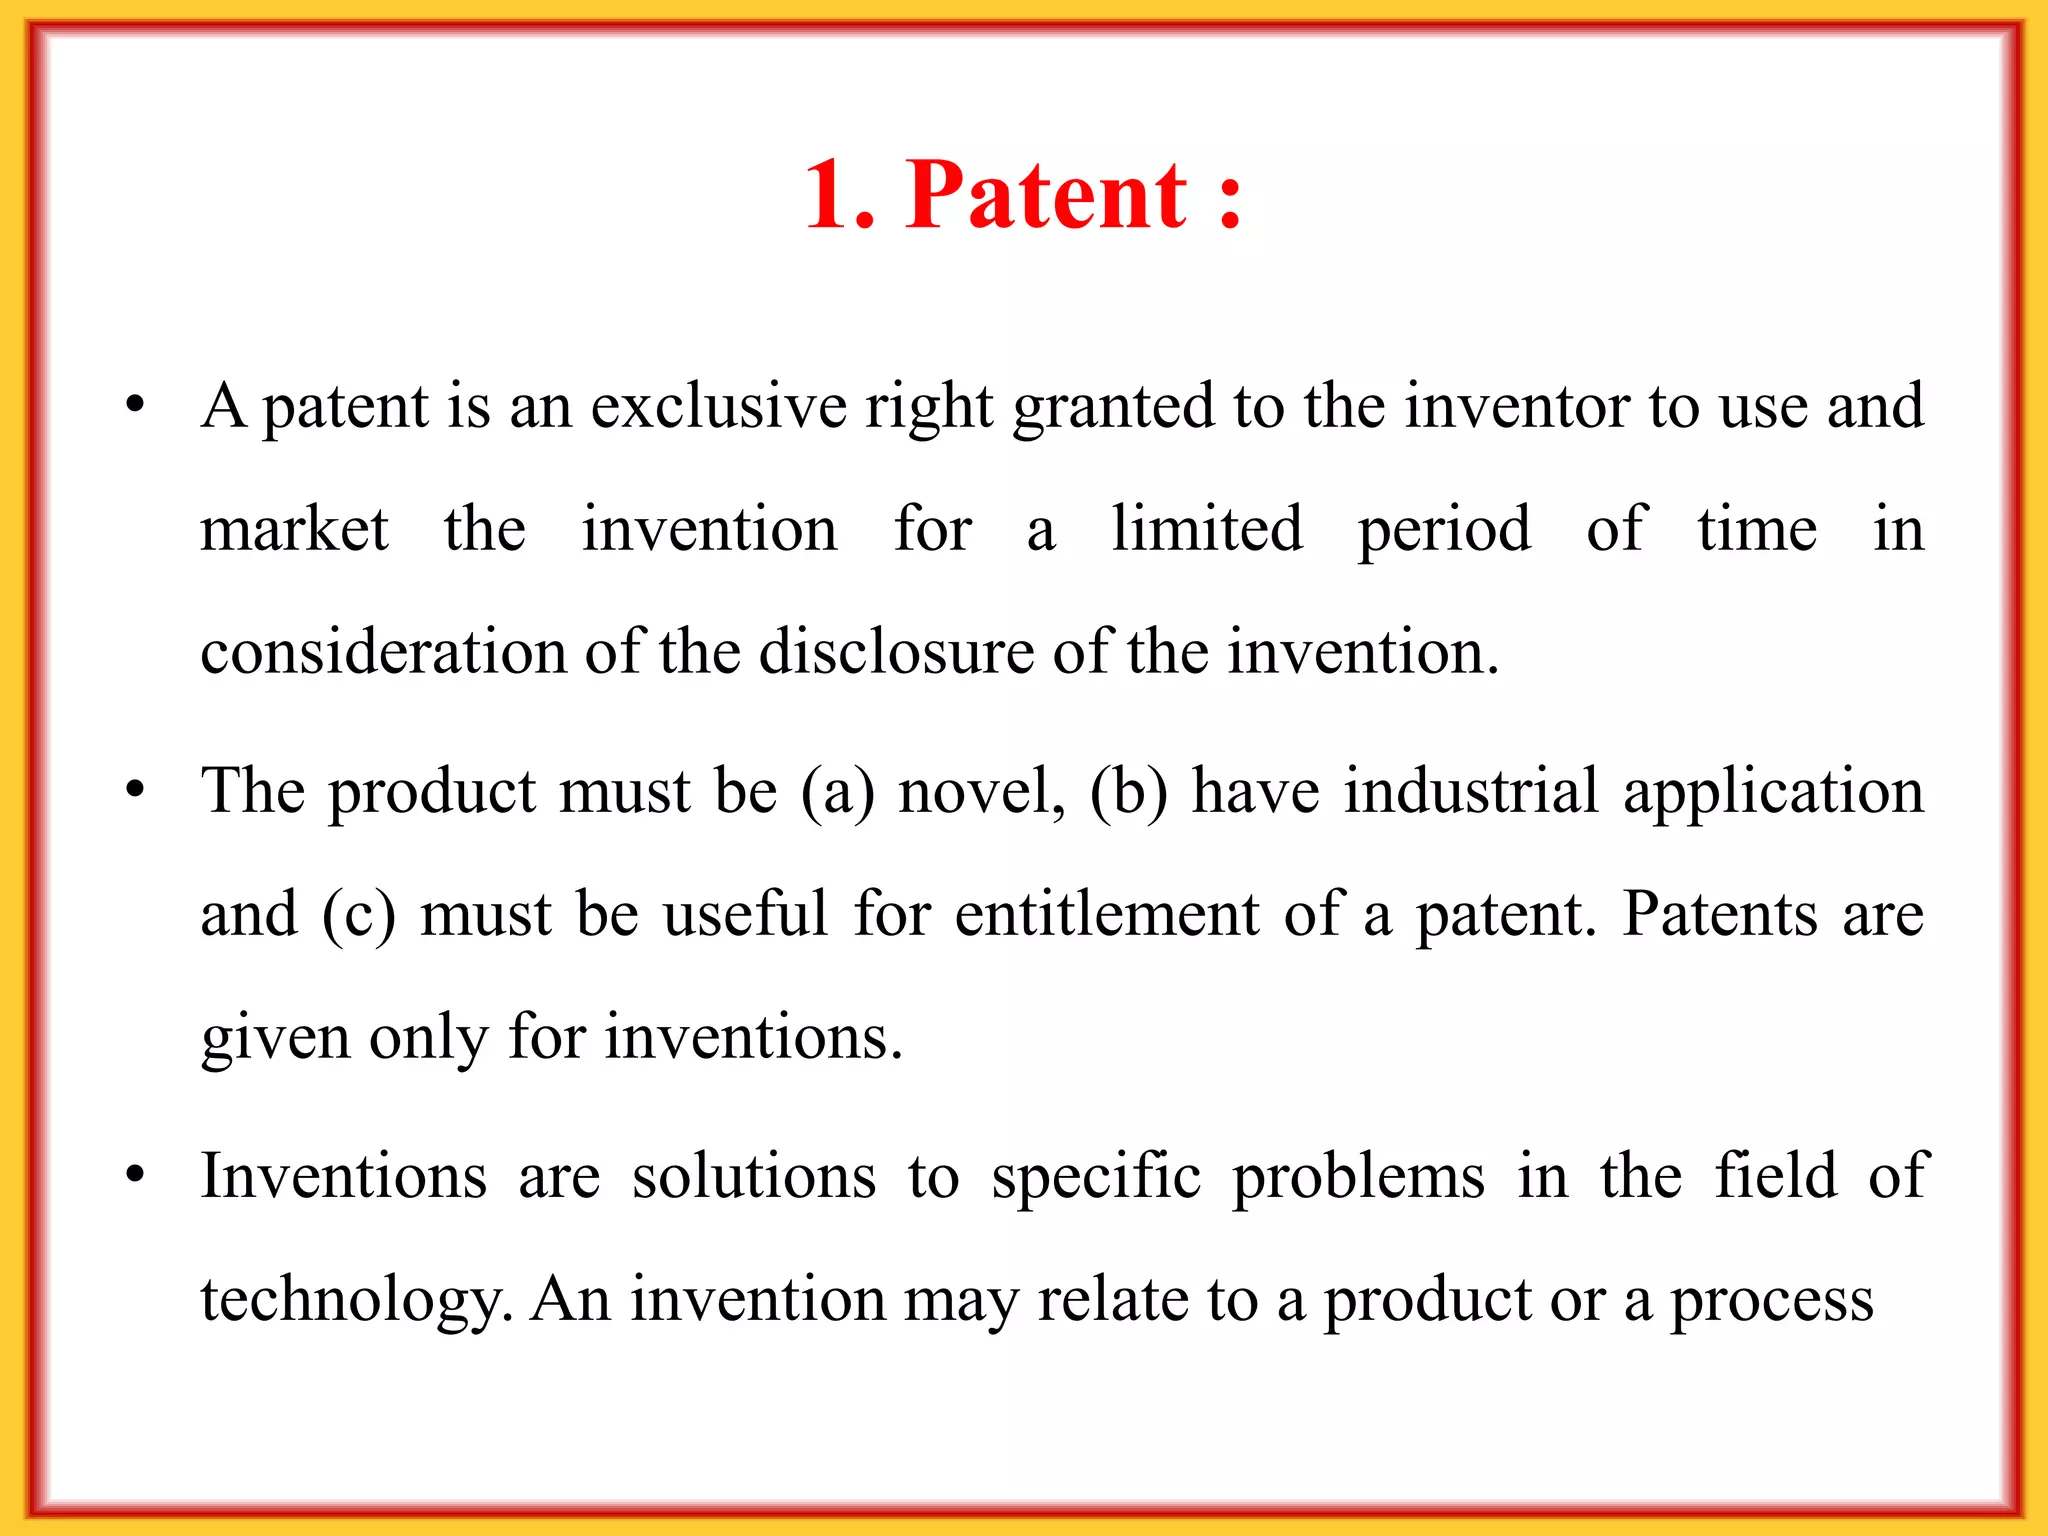 1. Patent :
• A patent is an exclusive right granted to the inventor to use and
market the invention for a limited period of time in
consideration of the disclosure of the invention.
• The product must be (a) novel, (b) have industrial application
and (c) must be useful for entitlement of a patent. Patents are
given only for inventions.
• Inventions are solutions to specific problems in the field of
technology. An invention may relate to a product or a process